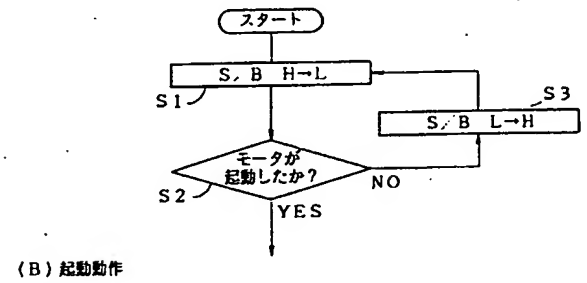 スタート
S/B H→L
S1
S3
S/B L→H
モータが
起動したか?
S2
NO
YES
(B) 起動動作